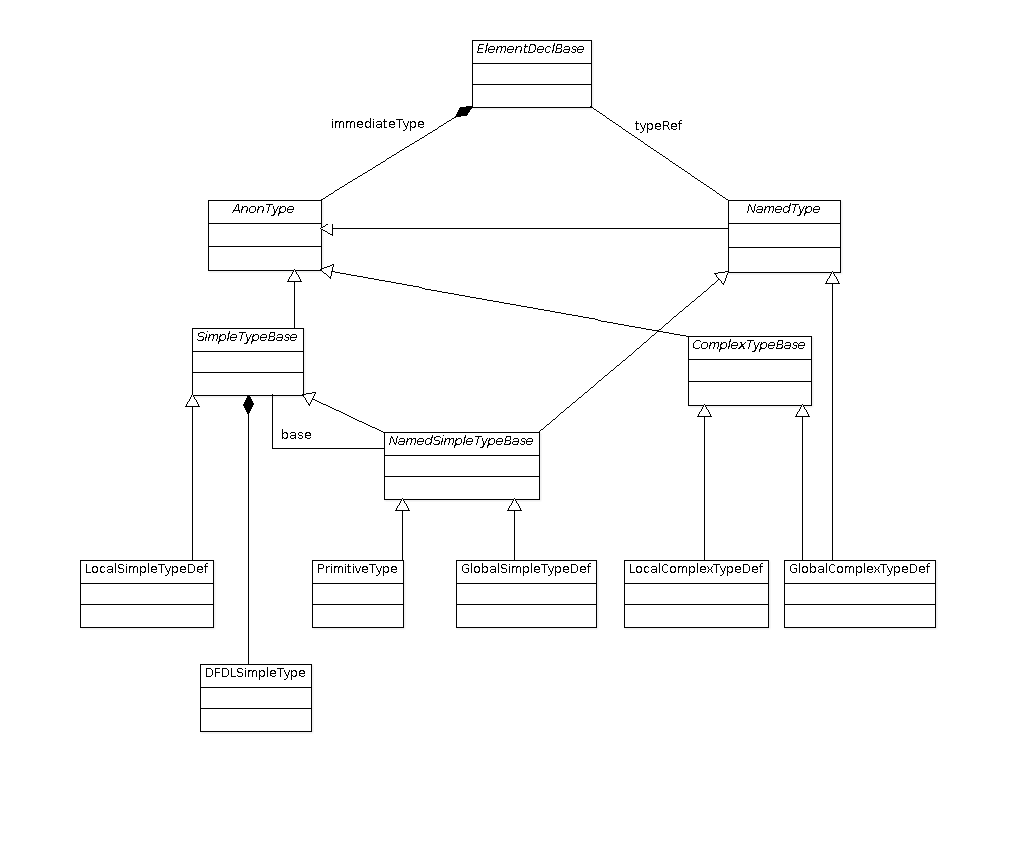 ElementDeclBase
immediateType
typeRef
AnonType
NamedType
SimpleTypeBase
ComplexTypeBase
base
NamedSimpleTypeBase
LocalSimpleTypeDef
PrimitiveType
GlobalSimpleTypeDef
LocalComplexTypeDef
GlobalComplexTypeDef
DFDLSimpleType